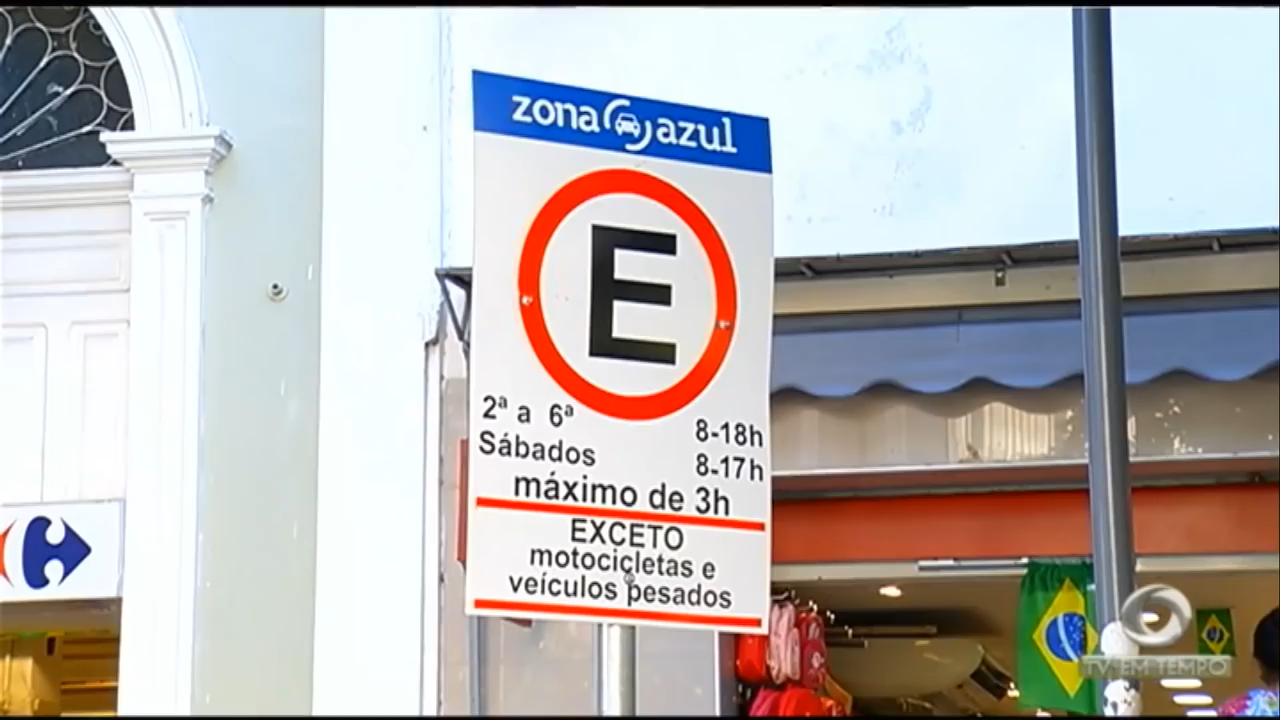 zona azul
E
2ª a 6ª 8-18h
Sábados 8-17h
máximo de 3h
EXCETO
motocicletas e
veículos pesados
TV EM TEMPO